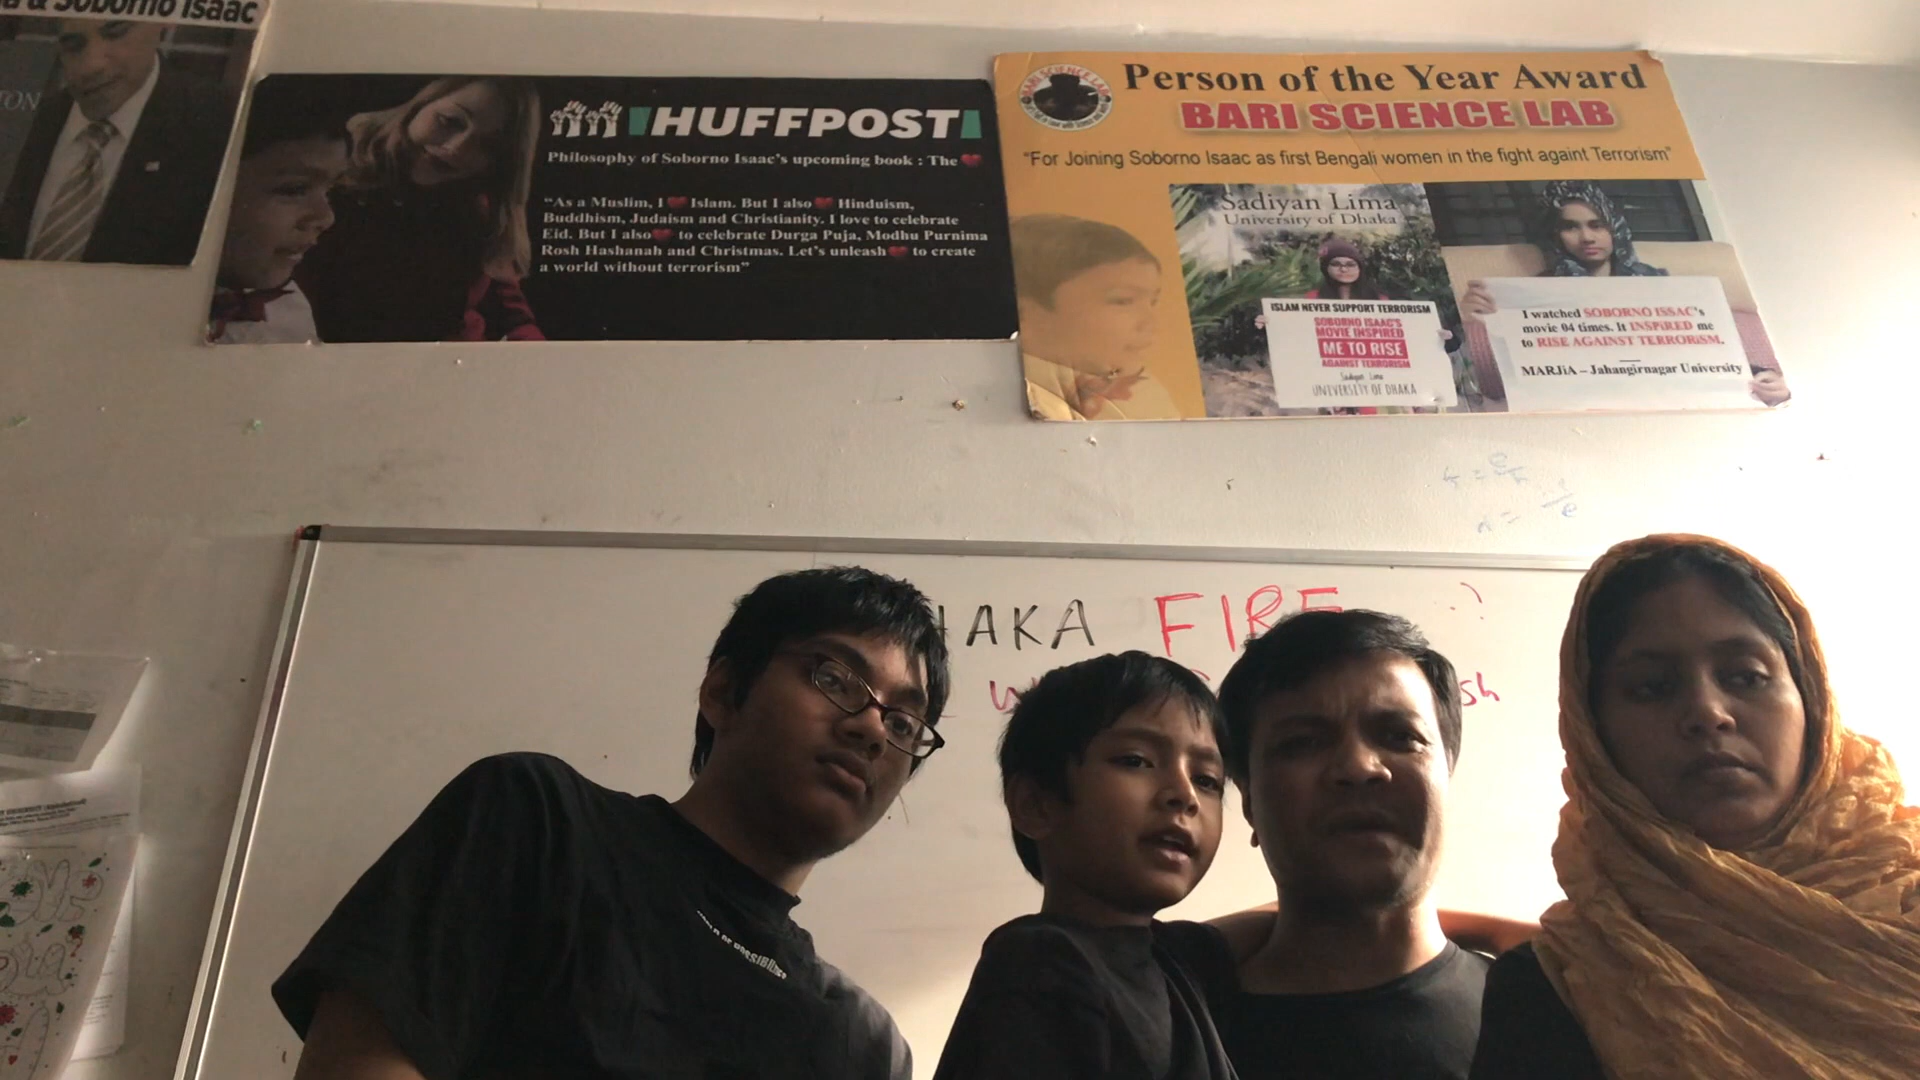 & Soborno Isaac
TON
HUFFPOST
Philosophy of Soborno Isaac's upcoming book : The ❤
“As a Muslim, I ❤ Islam. But I also ❤ Hinduism,
Buddhism, Judaism and Christianity. I love to celebrate
Eid. But I also ❤ to celebrate Durga Puja, Modhu Purnima
Rosh Hashanah and Christmas. Let's unleash ❤ to create
a world without terrorism”
BARI SCIENCE LAB
Person of the Year Award
BARI SCIENCE LAB
“For Joining Soborno Isaac as first Bengali women in the fight againt Terrorism”
Sadiyan Lima
University of Dhaka
ISLAM NEVER SUPPORT TERRORISM
SOBORNO ISAAC'S
MOVIE INSPIRED
ME TO RISE
AGAINST TERRORISM
Sadiyan Lima
UNIVERSITY OF DHAKA
I watched SOBORNO ISSAC's
movie 04 times. It INSPiRED me
to RISE AGAINST TERRORiSM.
MARJiA – Jahangirnagar University
HAKA FIRE
sh